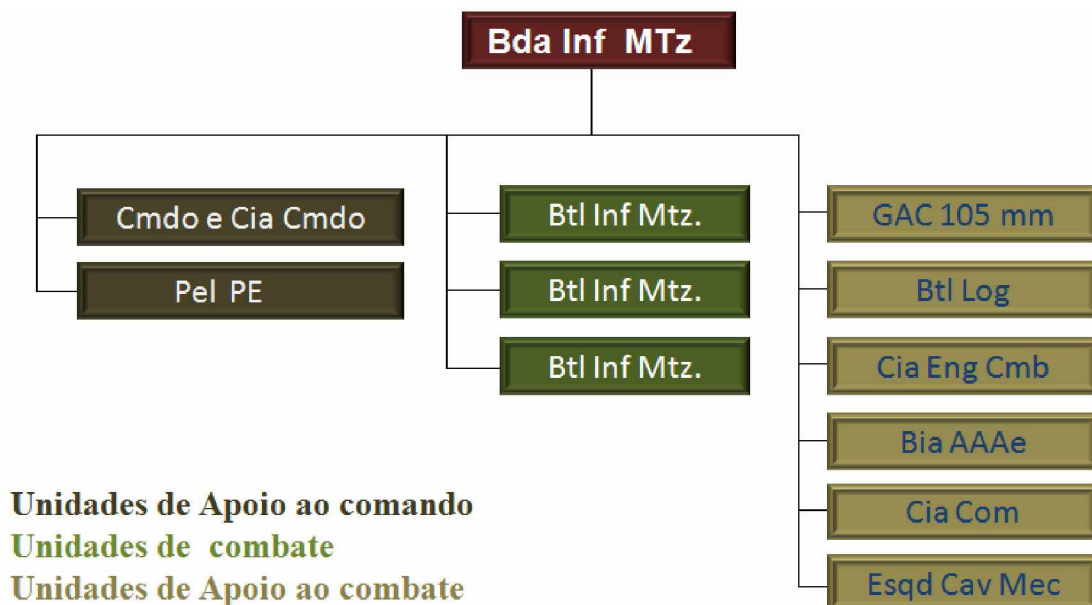 Bda Inf MTz
Cmdo e Cia Cmdo
Pel PE
Btl Inf Mtz.
Btl Inf Mtz.
Btl Inf Mtz.
GAC 105 mm
Btl Log
Cia Eng Cmb
Bia AAAe
Cia Com
Esqd Cav Mec
Unidades de Apoio ao comando
Unidades de combate
Unidades de Apoio ao combate